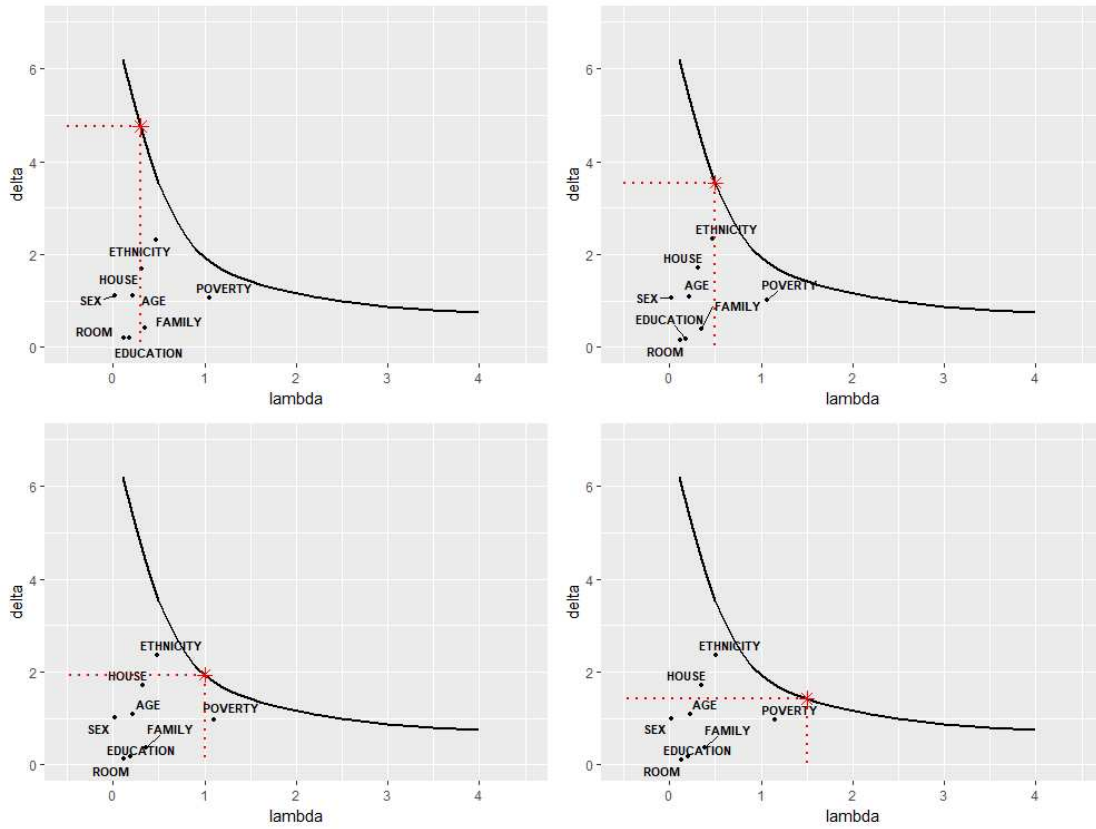 6
4
delta
2
0
ETHNICITY
HOUSE
SEX
AGE
POVERTY
ROOM
FAMILY
EDUCATION
0 1 2 3 4
lambda
6
4
delta
2
0
ETHNICITY
HOUSE
AGE
SEX
POVERTY
EDUCATION
FAMILY
ROOM
0 1 2 3 4
lambda
6
4
delta
2
0
ETHNICITY
HOUSE
AGE
POVERTY
SEX
FAMILY
EDUCATION
ROOM
0 1 2 3 4
lambda
6
4
delta
2
0
ETHNICITY
HOUSE
AGE
POVERTY
SEX
FAMILY
EDUCATION
ROOM
0 1 2 3 4
lambda